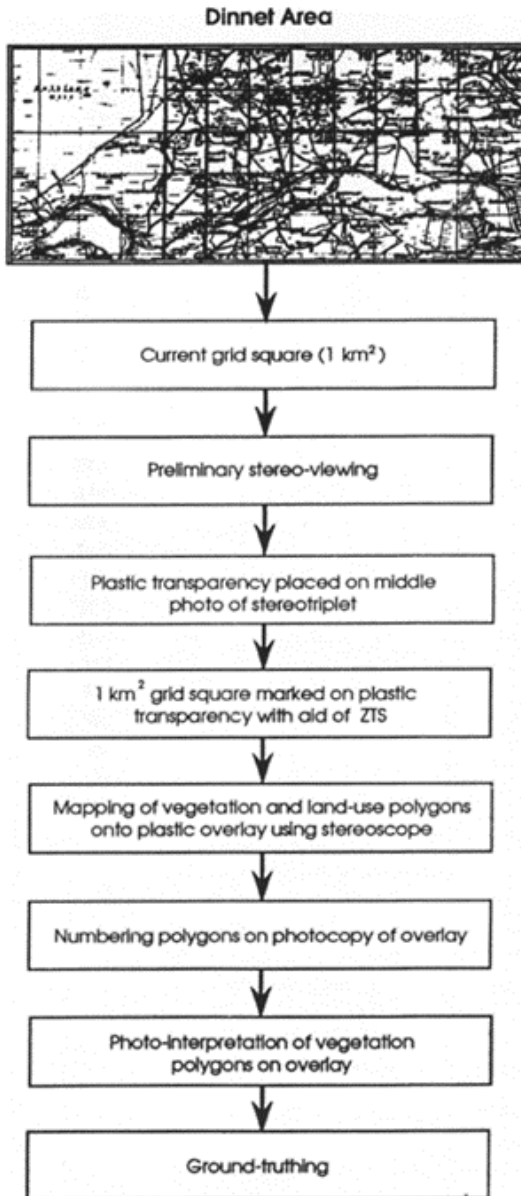 Dinnet Area
Current grid square (1 km²)
Preliminary stereo-viewing
Plastic transparency placed on middle
photo of stereotriplet
1 km² grid square marked on plastic
transparency with aid of ZTS
Mapping of vegetation and land-use polygons
onto plastic overlay using stereoscope
Numbering polygons on photocopy of overlay
Photo-interpretation of vegetation
polygons on overlay
Ground-truthing